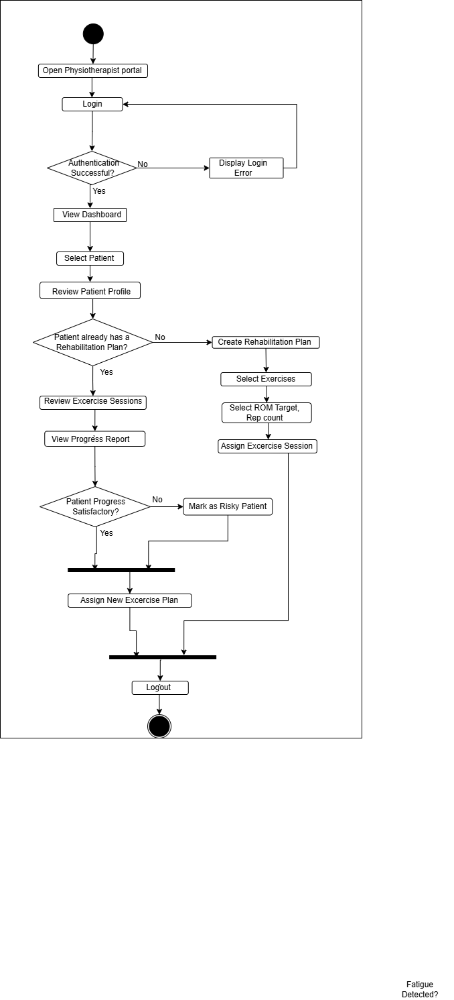 Open Physiotherapist portal
Login
Authentication
Successful?
No
Display Login
Error
Yes
View Dashboard
Select Patient
Review Patient Profile
Patient already has a
Rehabilitation Plan?
No
Create Rehabilitation Plan
Yes
Select Exercises
Review Excercise Sessions
Select ROM Target,
Rep count
View Progress Report
Assign Excercise Session
Patient Progress
Satisfactory?
No
Mark as Risky Patient
Yes
Assign New Excercise Plan
Logout
Fatigue
Detected?